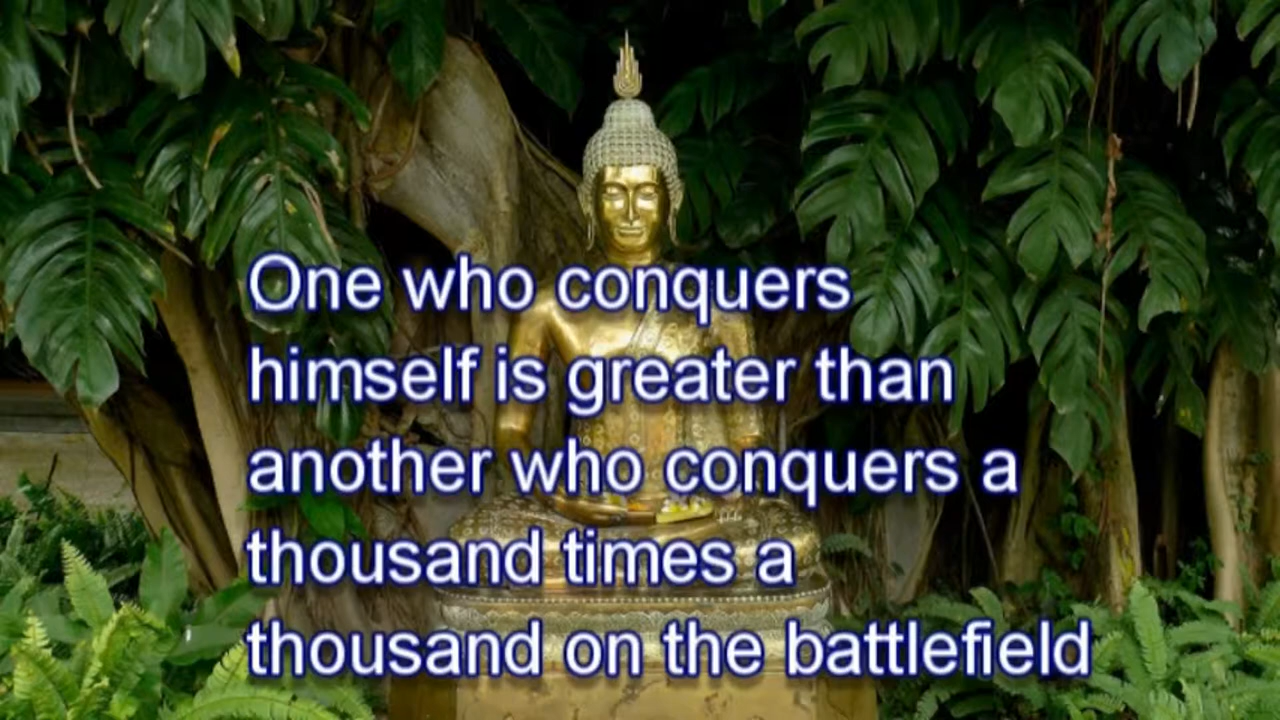 One who conquers
himself is greater than
another who conquers a
thousand times a
thousand on the battlefield